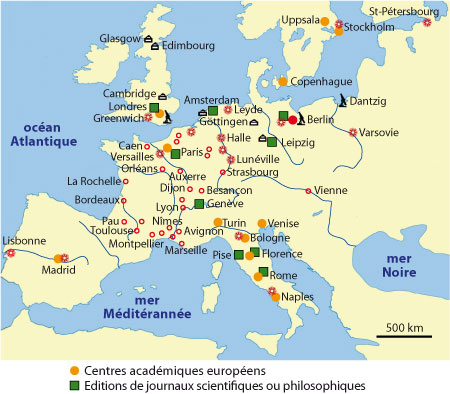 St-Pétersbourg
Uppsala
Stockholm
Glasgow
Edimbourg
Copenhague
Cambridge
Londres
Greenwich
Amsterdam
Leyde
Göttingen
Dantzig
Berlin
océan
Atlantique
Caen
Versailles
Paris
Halle
Leipzig
Varsovie
Orléans
Lunéville
Auxerre
Strasbourg
La Rochelle
Dijon
Besançon
Vienne
Bordeaux
Lyon
Genève
Pau
Nîmes
Toulouse
Avignon
Turin
Venise
Montpellier
Marseille
Bologne
Lisbonne
Madrid
Pise
Florence
Rome
mer
Noire
mer
Méditérannée
Naples
500 km
Centres académiques européens
Editions de journaux scientifiques ou philosophiques